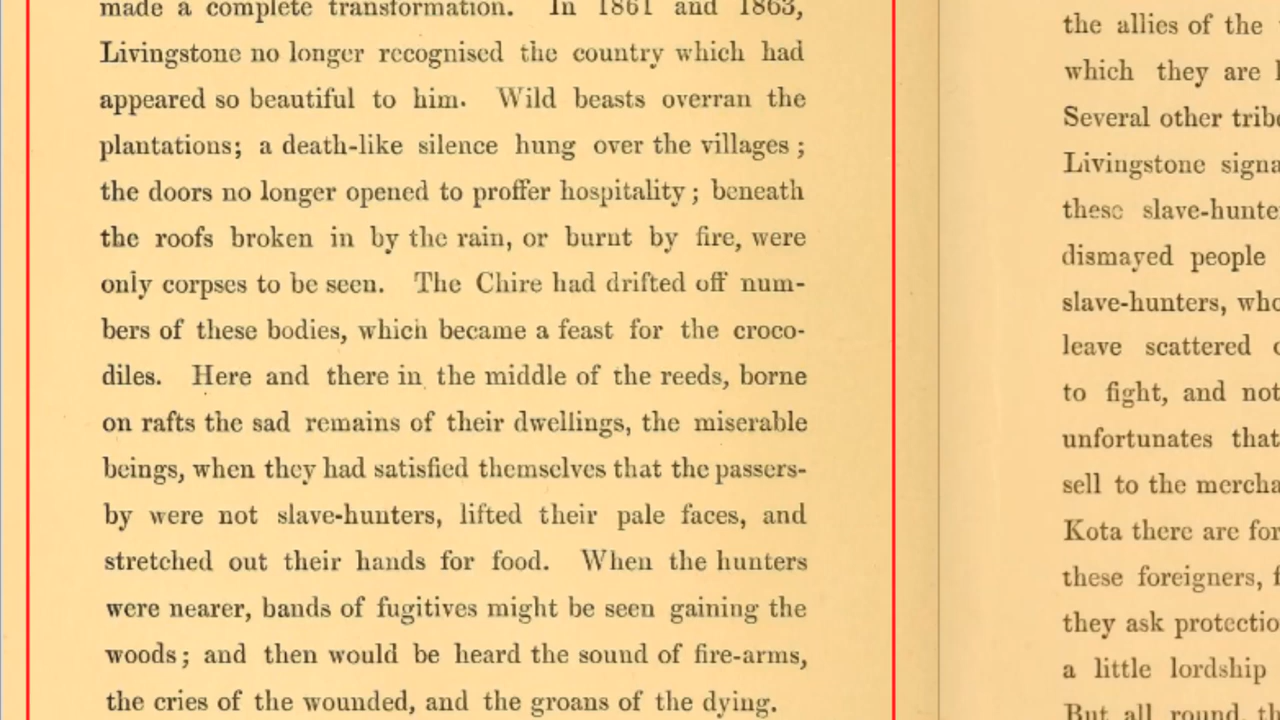 made a complete transformation. In 1861 and 1863,
Livingstone no longer recognised the country which had
appeared so beautiful to him. Wild beasts overran the
plantations; a death-like silence hung over the villages;
the doors no longer opened to proffer hospitality; beneath
the roofs broken in by the rain, or burnt by fire, were
only corpses to be seen. The Chire had drifted off num-
bers of these bodies, which became a feast for the croco-
diles. Here and there in the middle of the reeds, borne
on rafts the sad remains of their dwellings, the miserable
beings, when they had satisfied themselves that the passers-
by were not slave-hunters, lifted their pale faces, and
stretched out their hands for food. When the hunters
were nearer, bands of fugitives might be seen gaining the
woods; and then would be heard the sound of fire-arms,
the cries of the wounded, and the groans of the dying.
the allies of the
which they are
Several other
Livingstone
these
dismayed people
slave-hunters,
leave scattered
to fight, and not
unfortunates that
sell to the
Kota there are
these foreigners,
they ask
a little lordship
But all round